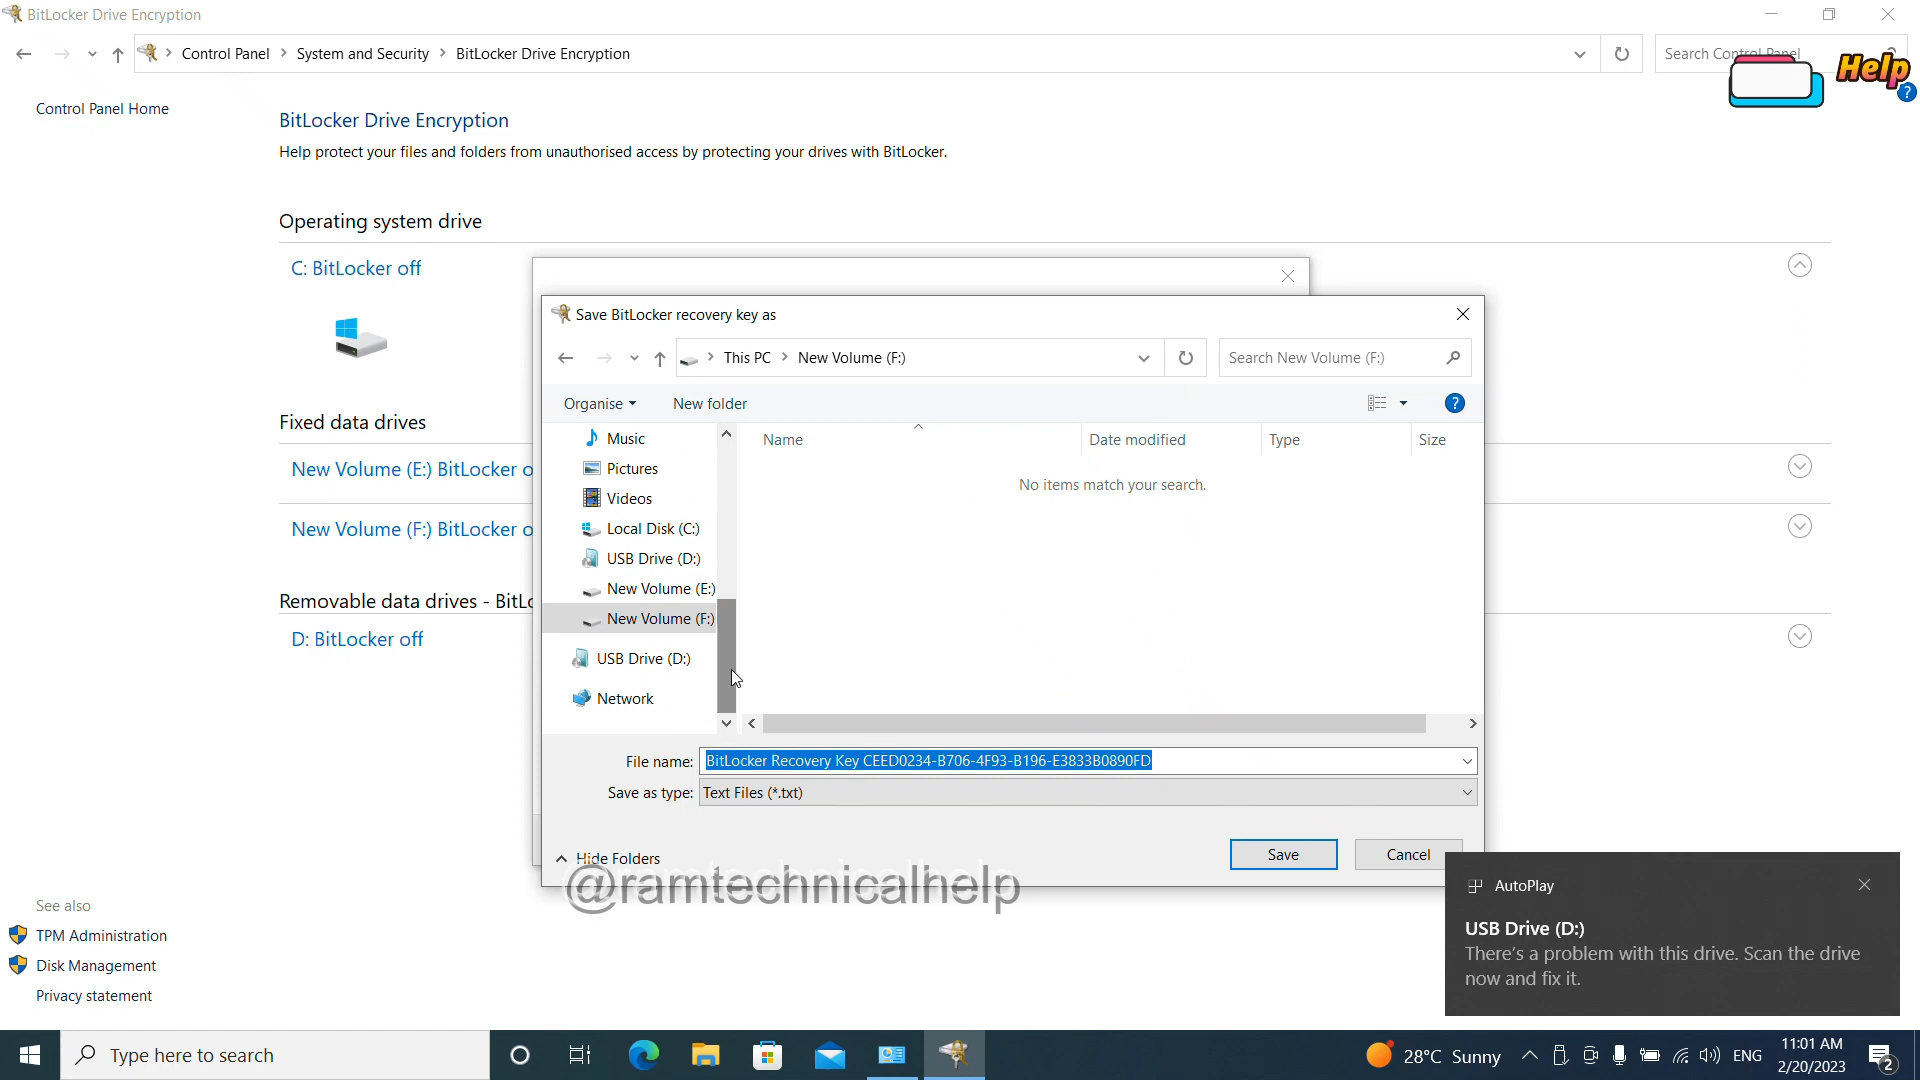 BitLocker Drive Encryption
Control Panel > System and Security > BitLocker Drive Encryption
Search Control Panel
Help
?
Control Panel Home
BitLocker Drive Encryption
Help protect your files and folders from unauthorised access by protecting your drives with BitLocker.
Operating system drive
C: BitLocker off
Save BitLocker recovery key as
This PC > New Volume (F:)
Search New Volume (F:)
Organise
New folder
?
Fixed data drives
New Volume (E:) BitLocker o
New Volume (F:) BitLocker o
Removable data drives - BitL
D: BitLocker off
Music
Pictures
Videos
Local Disk (C:)
USB Drive (D:)
New Volume (E:)
New Volume (F:)
USB Drive (D:)
Network
Name
Date modified
Type
Size
No items match your search.
File name: BitLocker Recovery Key CEED0234-B706-4F93-B196-E3833B0890FD
Save as type: Text Files (*.txt)
Hide Folders
Save
Cancel
@ramtechnicalhelp
AutoPlay
USB Drive (D:)
There's a problem with this drive. Scan the drive
now and fix it.
See also
TPM Administration
Disk Management
Privacy statement
Type here to search
28°C Sunny
ENG
11:01 AM
2/20/2023
2